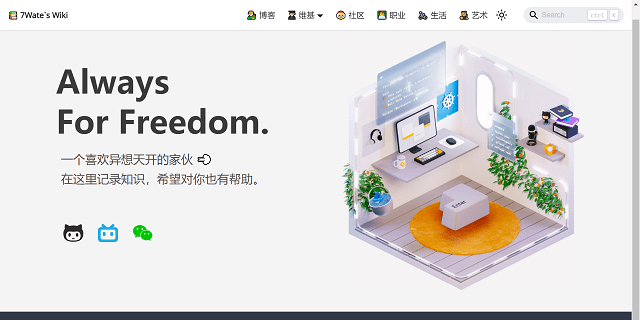 7Wate's Wiki
博客
维基
社区
职业
生活
艺术
Search
ctrl
K
Always
For Freedom.
一个喜欢异想天开的家伙
在这里记录知识，希望对你也有帮助。
Enter